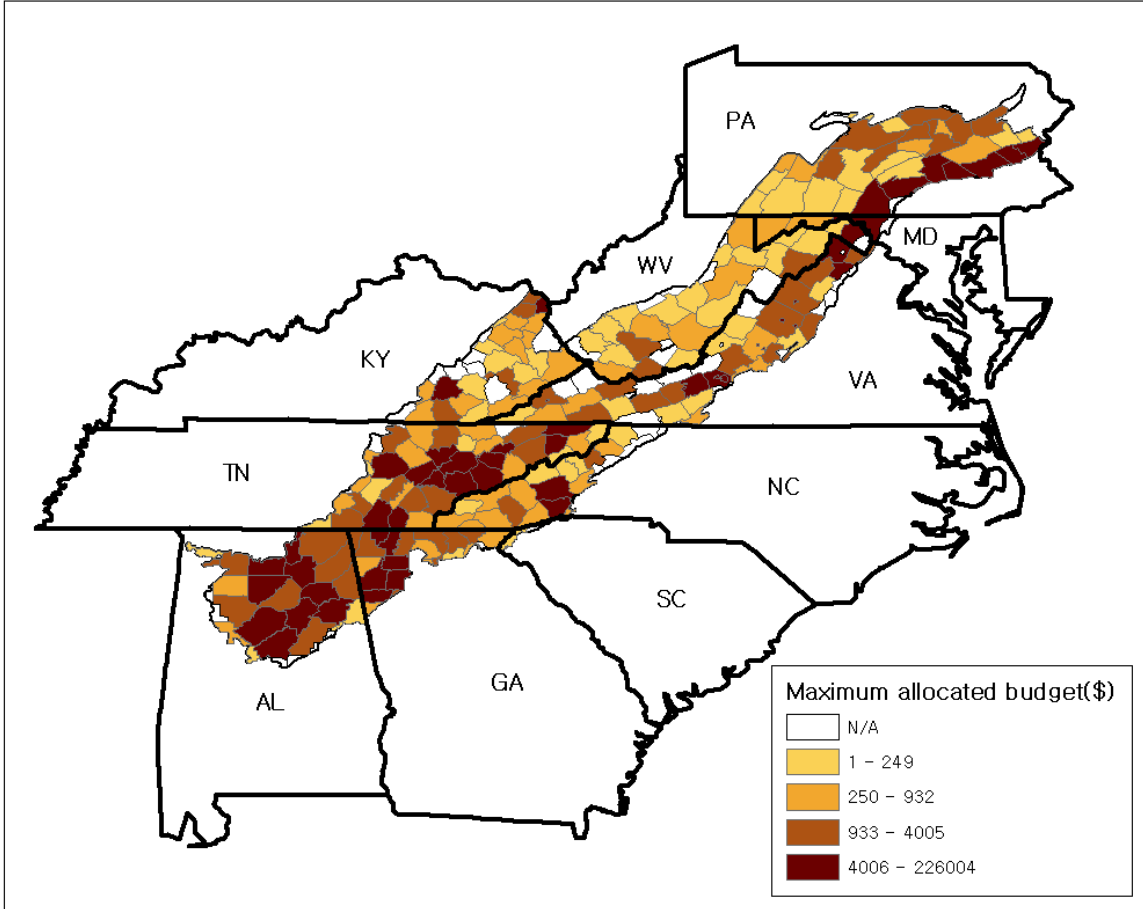 PA
MD
WV
KY
VA
TN
NC
SC
GA
AL
Maximum allocated budget($)
N/A
1 - 249
250 - 932
933 - 4005
4006 - 226004